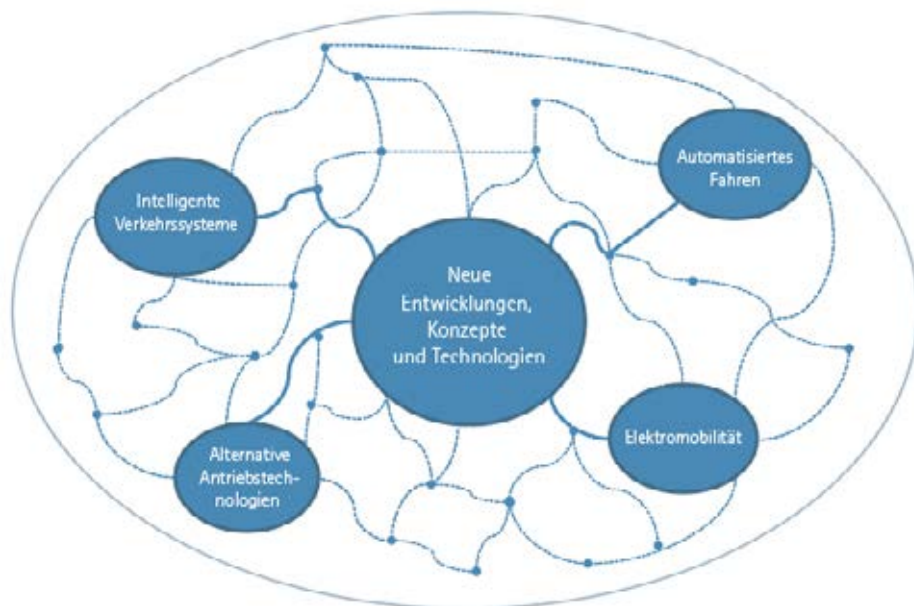 Automatisiertes
Fahren
Intelligente
Verkehrssysteme
Neue
Entwicklungen,
Konzepte
und Technologien
Elektromobilität
Alternative
Antriebstech-
nologien